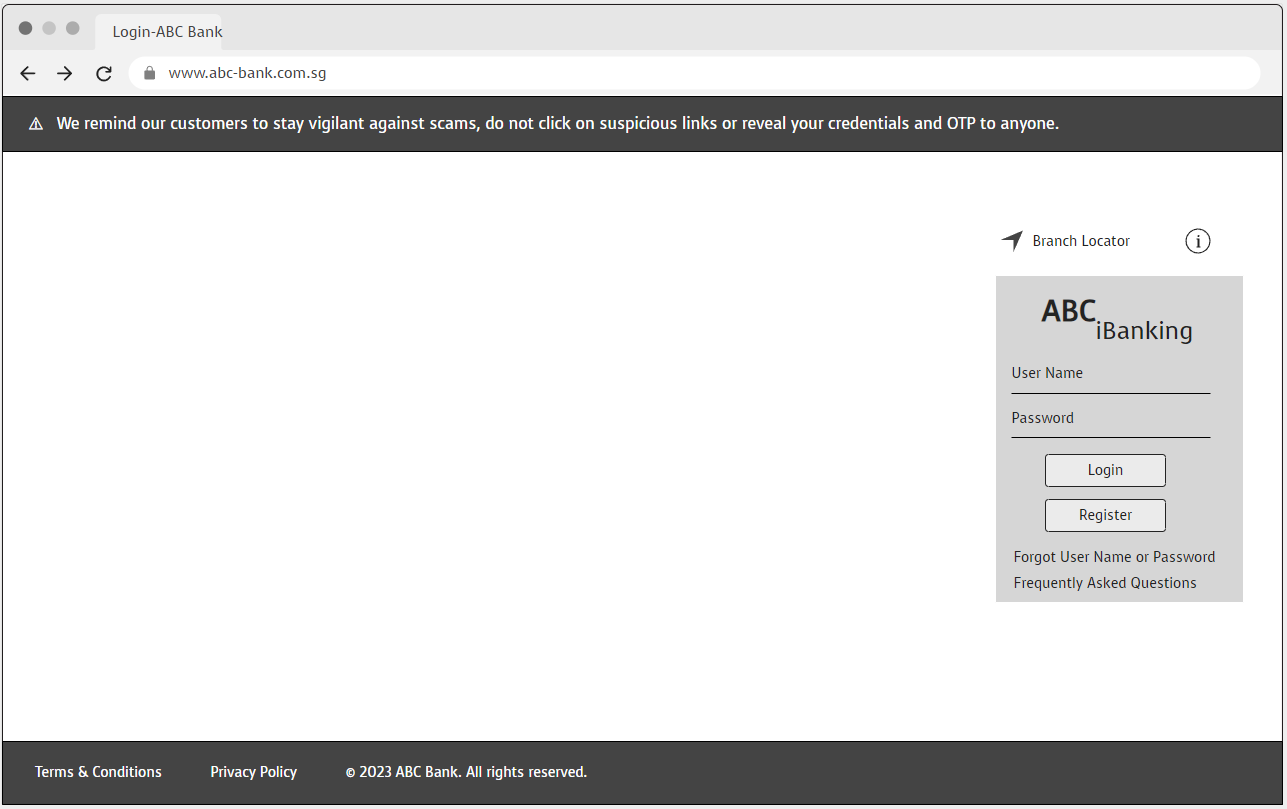 Login-ABC Bank
www.abc-bank.com.sg
We remind our customers to stay vigilant against scams, do not click on suspicious links or reveal your credentials and OTP to anyone.
Branch Locator
i
ABC
iBanking
User Name
Password
Login
Register
Forgot User Name or Password
Frequently Asked Questions
Terms & Conditions Privacy Policy © 2023 ABC Bank. All rights reserved.